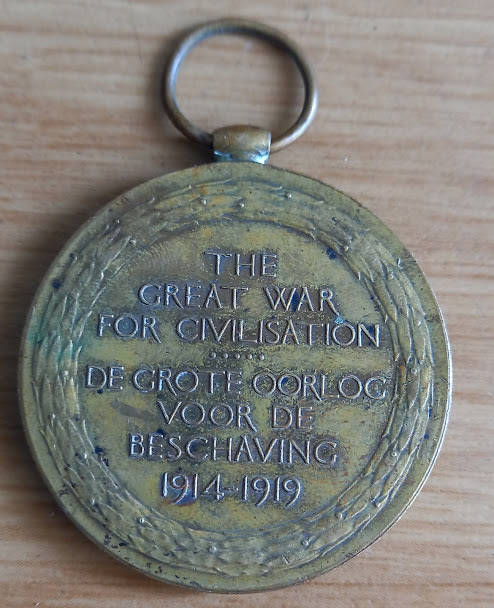 THE
GREAT WAR
FOR CIVILISATION
DE GROTE OORLOG
VOOR DE
BESCHAVING
1914-1919